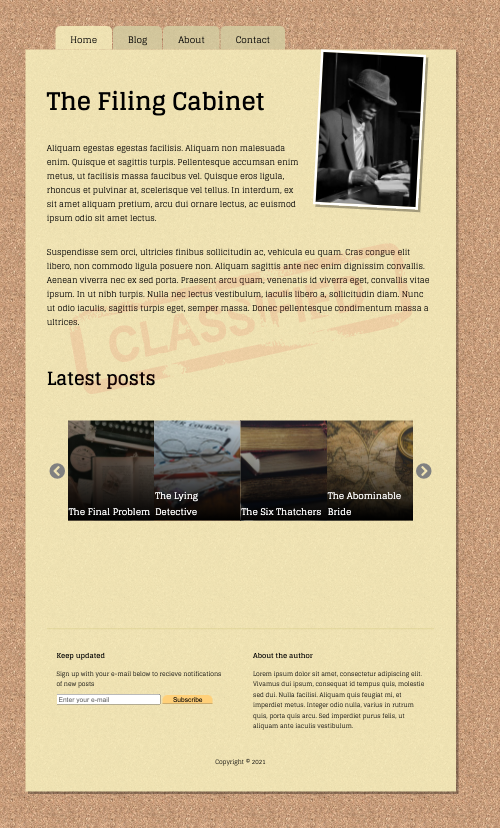 Home Blog About Contact
The Filing Cabinet
Aliquam egestas egestas facilisis. Aliquam non malesuada
enim. Quisque et sagittis turpis. Pellentesque accumsan enim
metus, ut facilisis massa faucibus vel. Quisque eros ligula,
rhoncus et pulvinar at, scelerisque vel tellus. In interdum, ex
sit amet aliquam pretium, arcu dui ornare lectus, ac euismod
ipsum odio sit amet lectus.
Suspendisse sem orci, ultricies finibus sollicitudin ac, vehicula eu quam. Cras congue elit
libero, non commodo ligula posuere non. Aliquam sagittis ante nec enim dignissim convallis.
Aenean viverra nec ex sed porta. Praesent arcu quam, venenatis id viverra eget, convallis vitae
ipsum. In ut nibh turpis. Nulla nec lectus vestibulum, iaculis libero a, sollicitudin diam. Nunc
ut odio iaculis, sagittis turpis eget, semper massa. Donec pellentesque condimentum massa a
ultrices.
CLASSIFIED
Latest posts
The Final Problem
The Lying
Detective
The Six Thatchers
The Abominable
Bride
Keep updated
Sign up with your e-mail below to recieve notifications
of new posts
Enter your e-mail Subscribe
About the author
Lorem ipsum dolor sit amet, consectetur adipiscing elit.
Vivamus dui ipsum, consequat id tempus quis, molestie
sed dui. Nulla facilisi. Aliquam quis feugiat mi, et
imperdiet metus. Integer odio nulla, varius in rutrum
quis, porta quis arcu. Sed imperdiet purus felis, ut
aliquam ante iaculis vestibulum.
Copyright © 2021